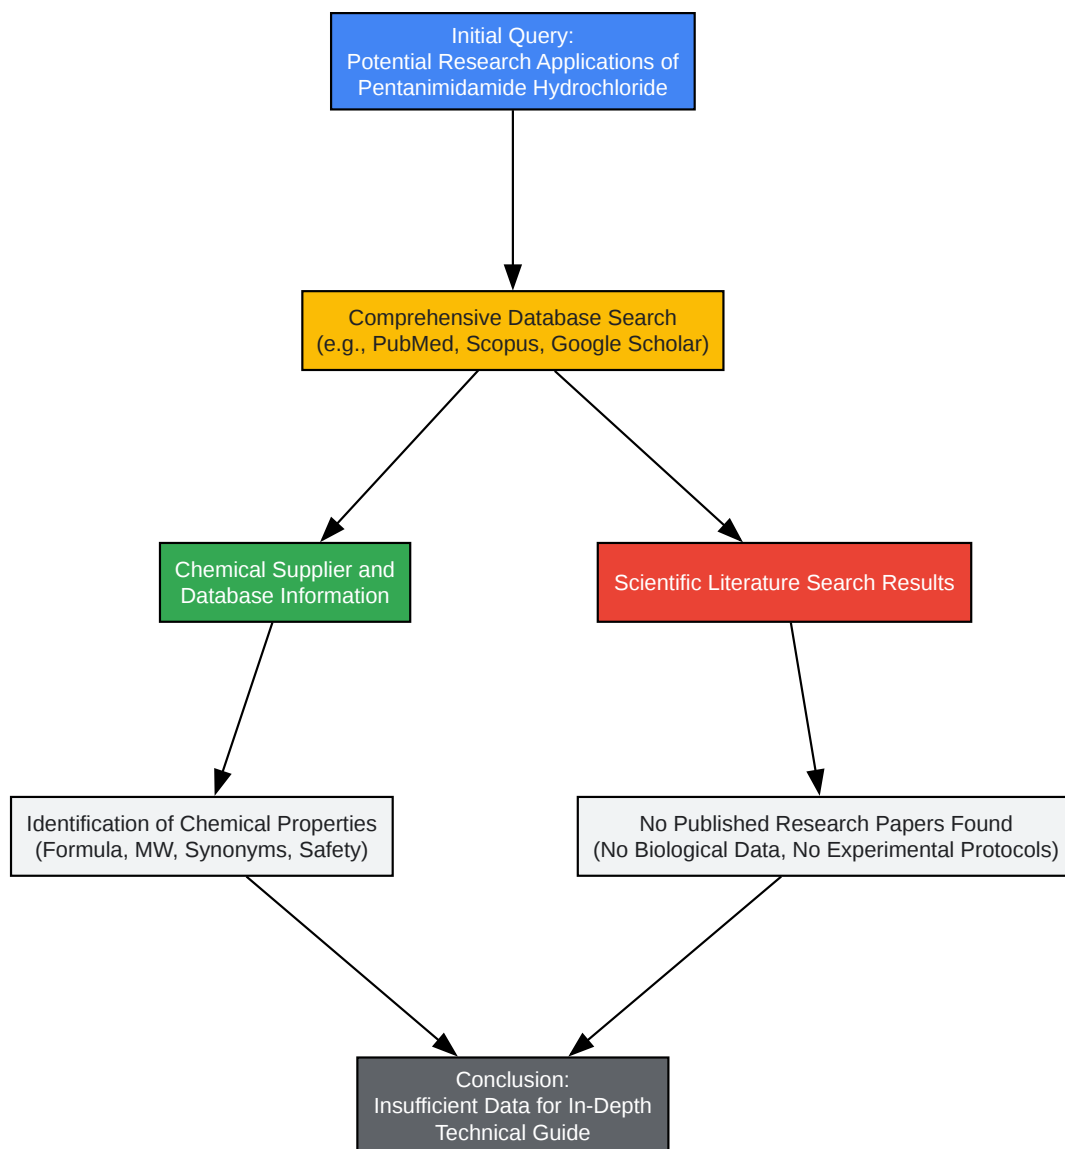 Initial Query:
Potential Research Applications of
Pentanimidamide Hydrochloride
Comprehensive Database Search
(e.g., PubMed, Scopus, Google Scholar)
Chemical Supplier and
Database Information
Scientific Literature Search Results
Identification of Chemical Properties
(Formula, MW, Synonyms, Safety)
No Published Research Papers Found
(No Biological Data, No Experimental Protocols)
Conclusion:
Insufficient Data for In-Depth
Technical Guide